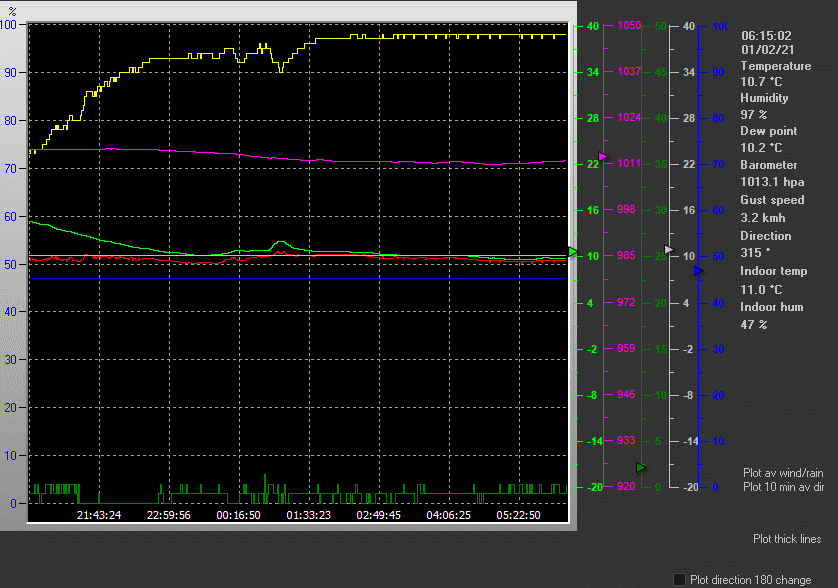 %
100
90
80
70
60
50
40
30
20
10
0
21:43:24 22:59:56 00:16:50 01:33:23 02:49:45 04:06:25 05:22:50
40 1050 50 40 100
34 1037 45 34 90
28 1024 40 28 80
22 1011 35 22 70
16 998 30 16 60
10 985 25 10 50
4 972 20 4 40
-2 959 15 -2 30
-8 946 10 -8 20
-14 933 5 -14 10
-20 920 0 -20 0
06:15:02
01/02/21
Temperature
10.7 °C
Humidity
97 %
Dew point
10.2 °C
Barometer
1013.1 hpa
Gust speed
3.2 kmh
Direction
315 °
Indoor temp
11.0 °C
Indoor hum
47 %
Plot av wind/rain
Plot 10 min av dir
Plot thick lines
Plot direction 180 change